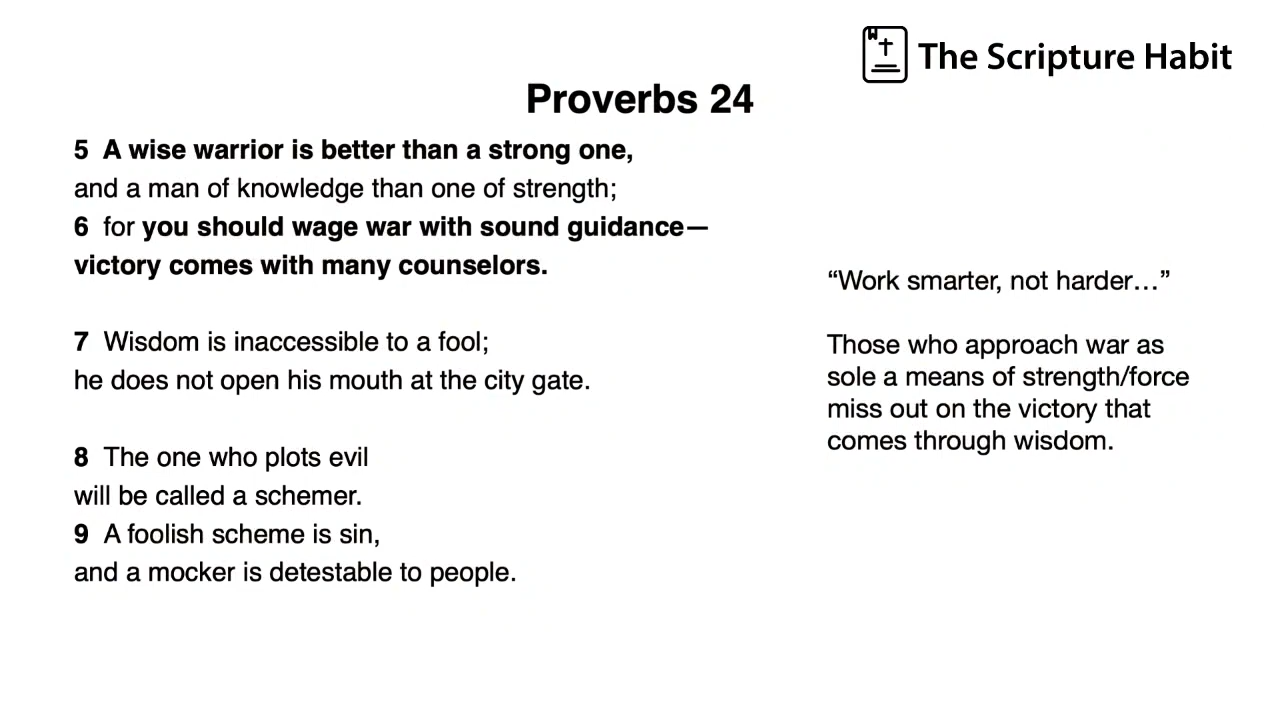 The Scripture Habit
Proverbs 24
5 A wise warrior is better than a strong one,
and a man of knowledge than one of strength;
6 for you should wage war with sound guidance—
victory comes with many counselors.
7 Wisdom is inaccessible to a fool;
he does not open his mouth at the city gate.
8 The one who plots evil
will be called a schemer.
9 A foolish scheme is sin,
and a mocker is detestable to people.
“Work smarter, not harder…”
Those who approach war as
sole a means of strength/force
miss out on the victory that
comes through wisdom.